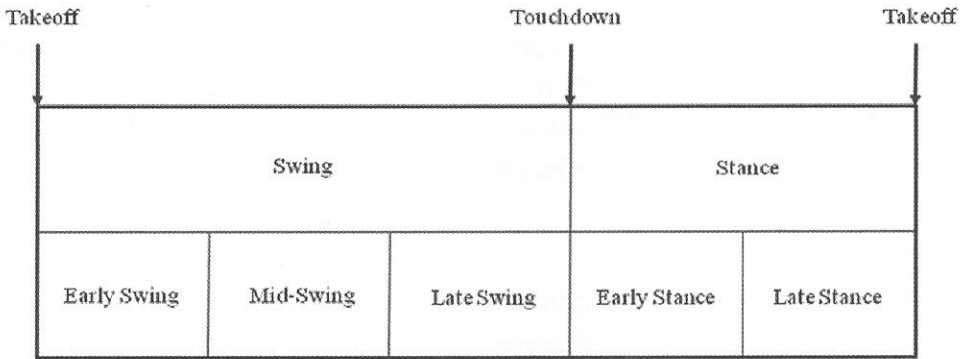 Takeoff Touchdown Takeoff
Swing Stance
Early Swing Mid-Swing Late Swing Early Stance Late Stance